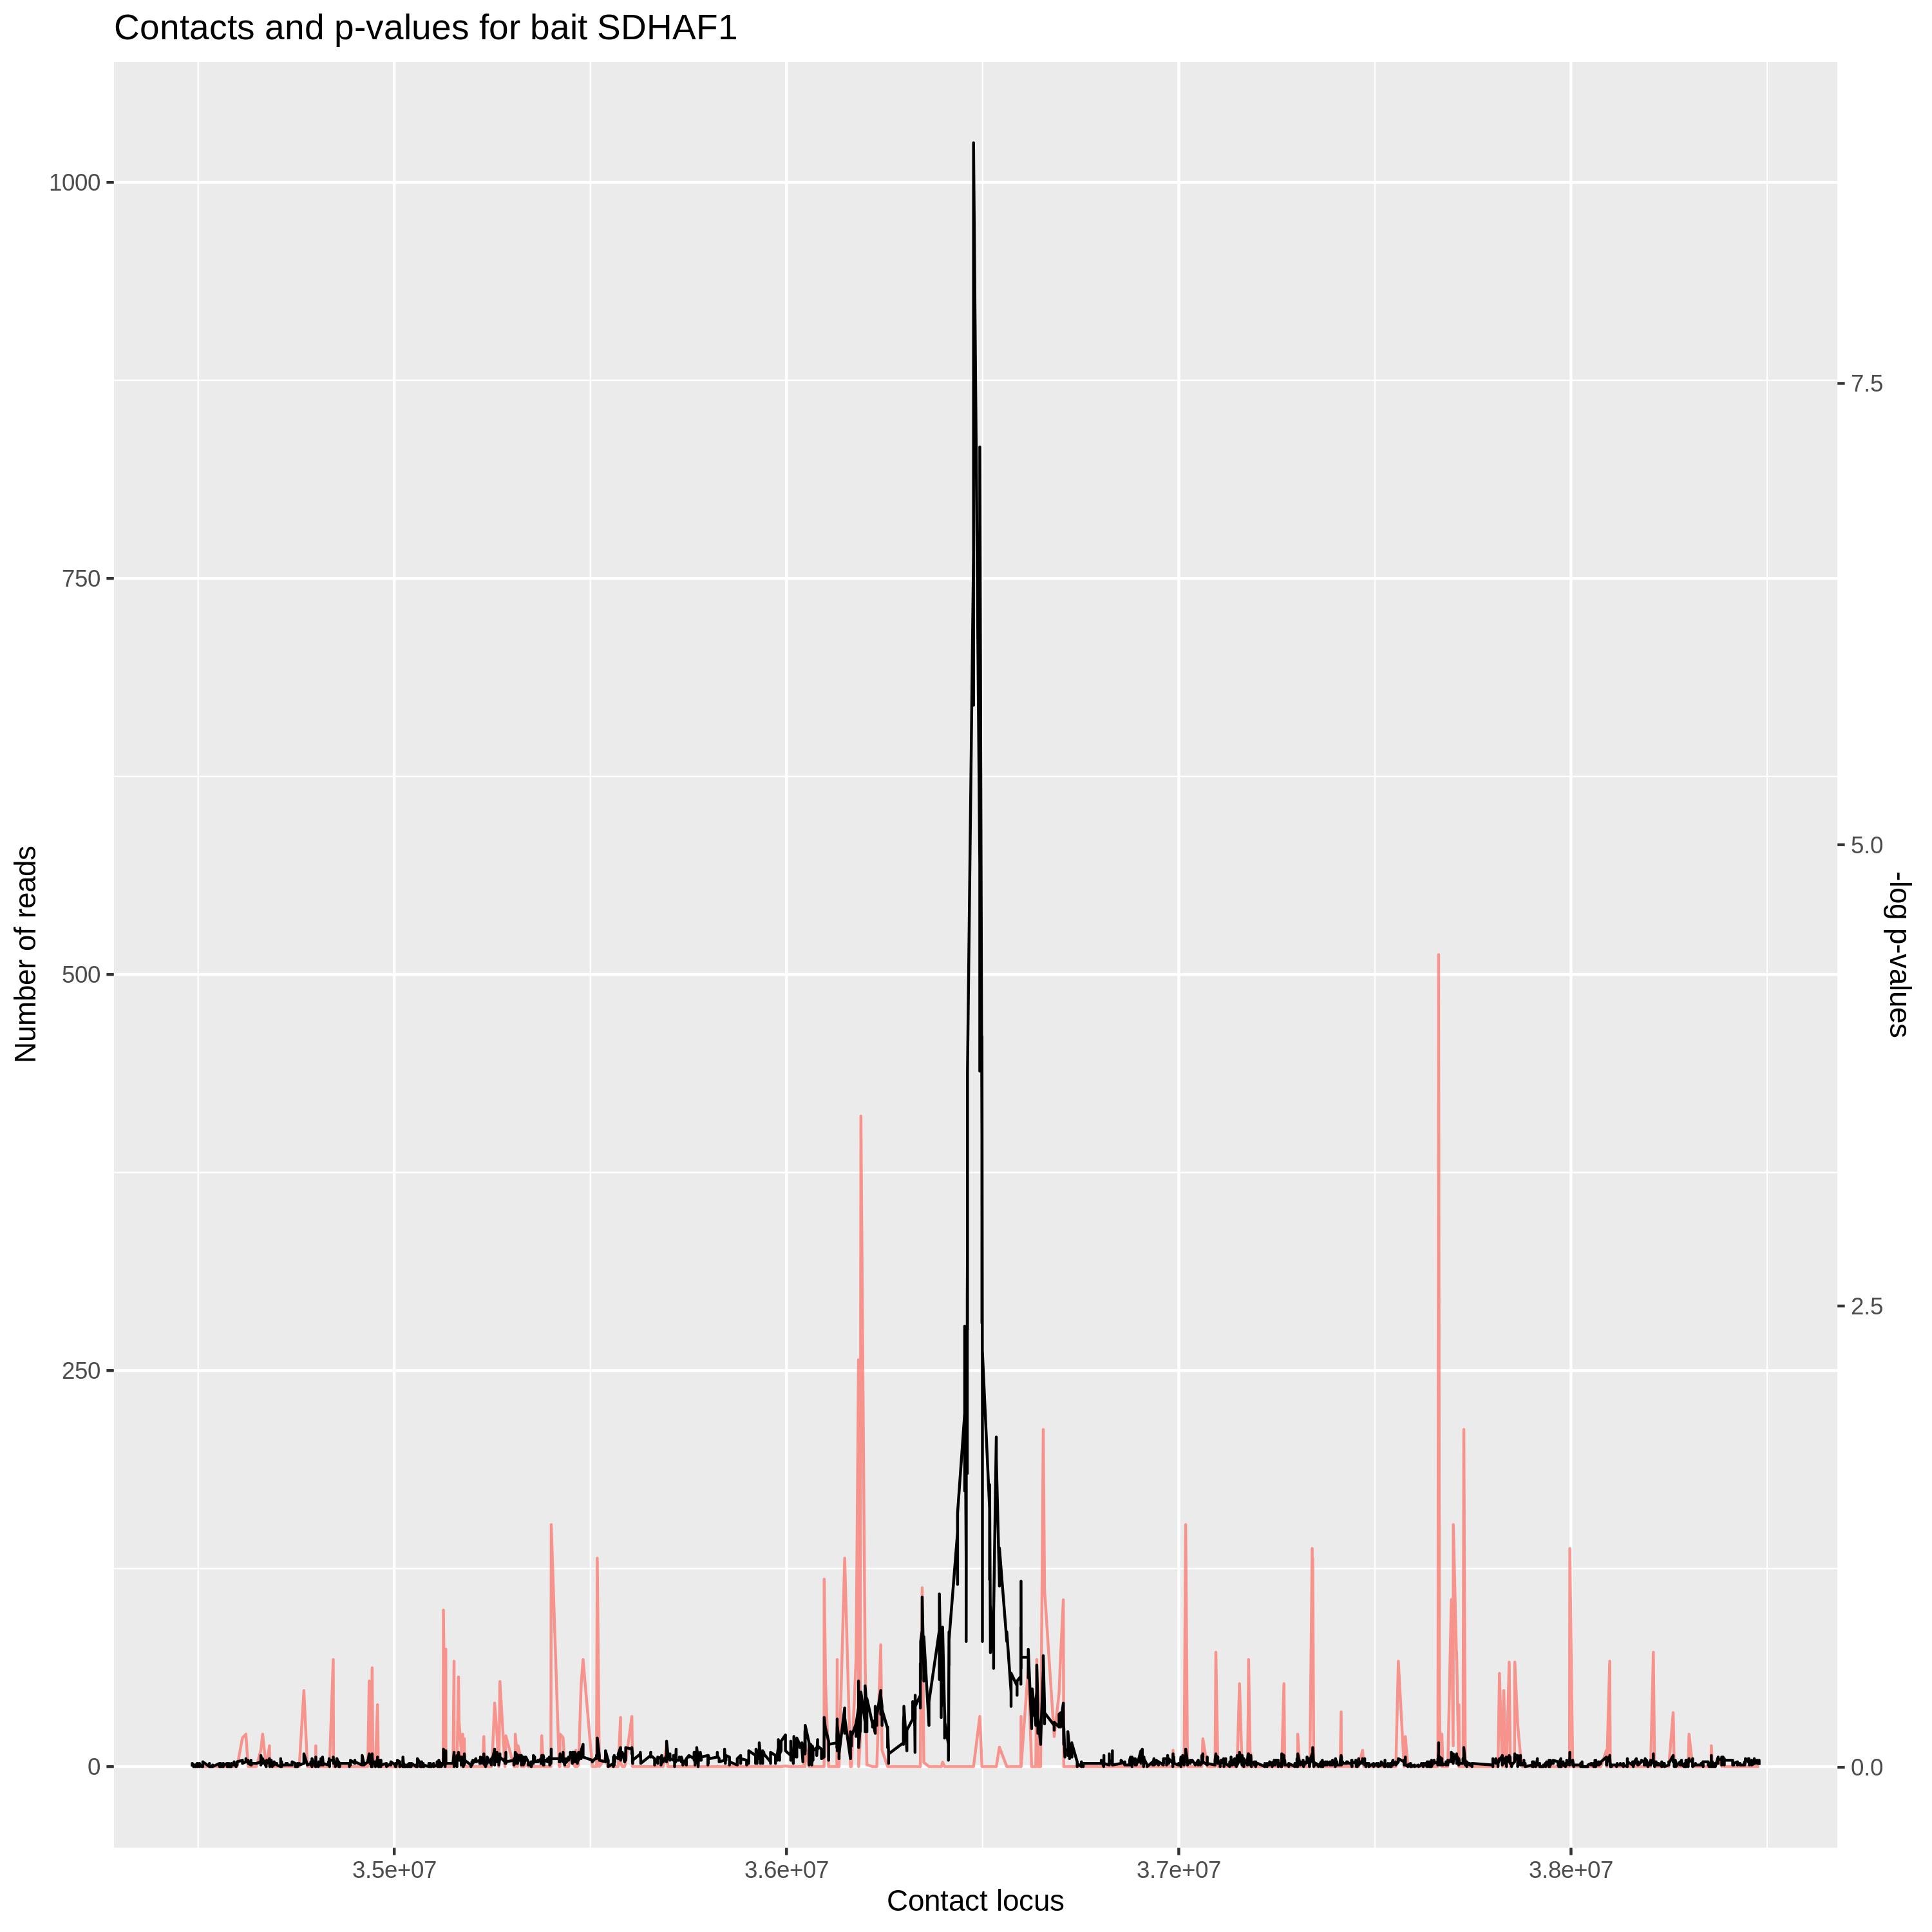 Contacts and p-values for bait SDHAF1
1000
750
500
250
0
Number of reads
7.5
5.0
2.5
0.0
-log p-values
3.5e+07
3.6e+07
3.7e+07
3.8e+07
Contact locus